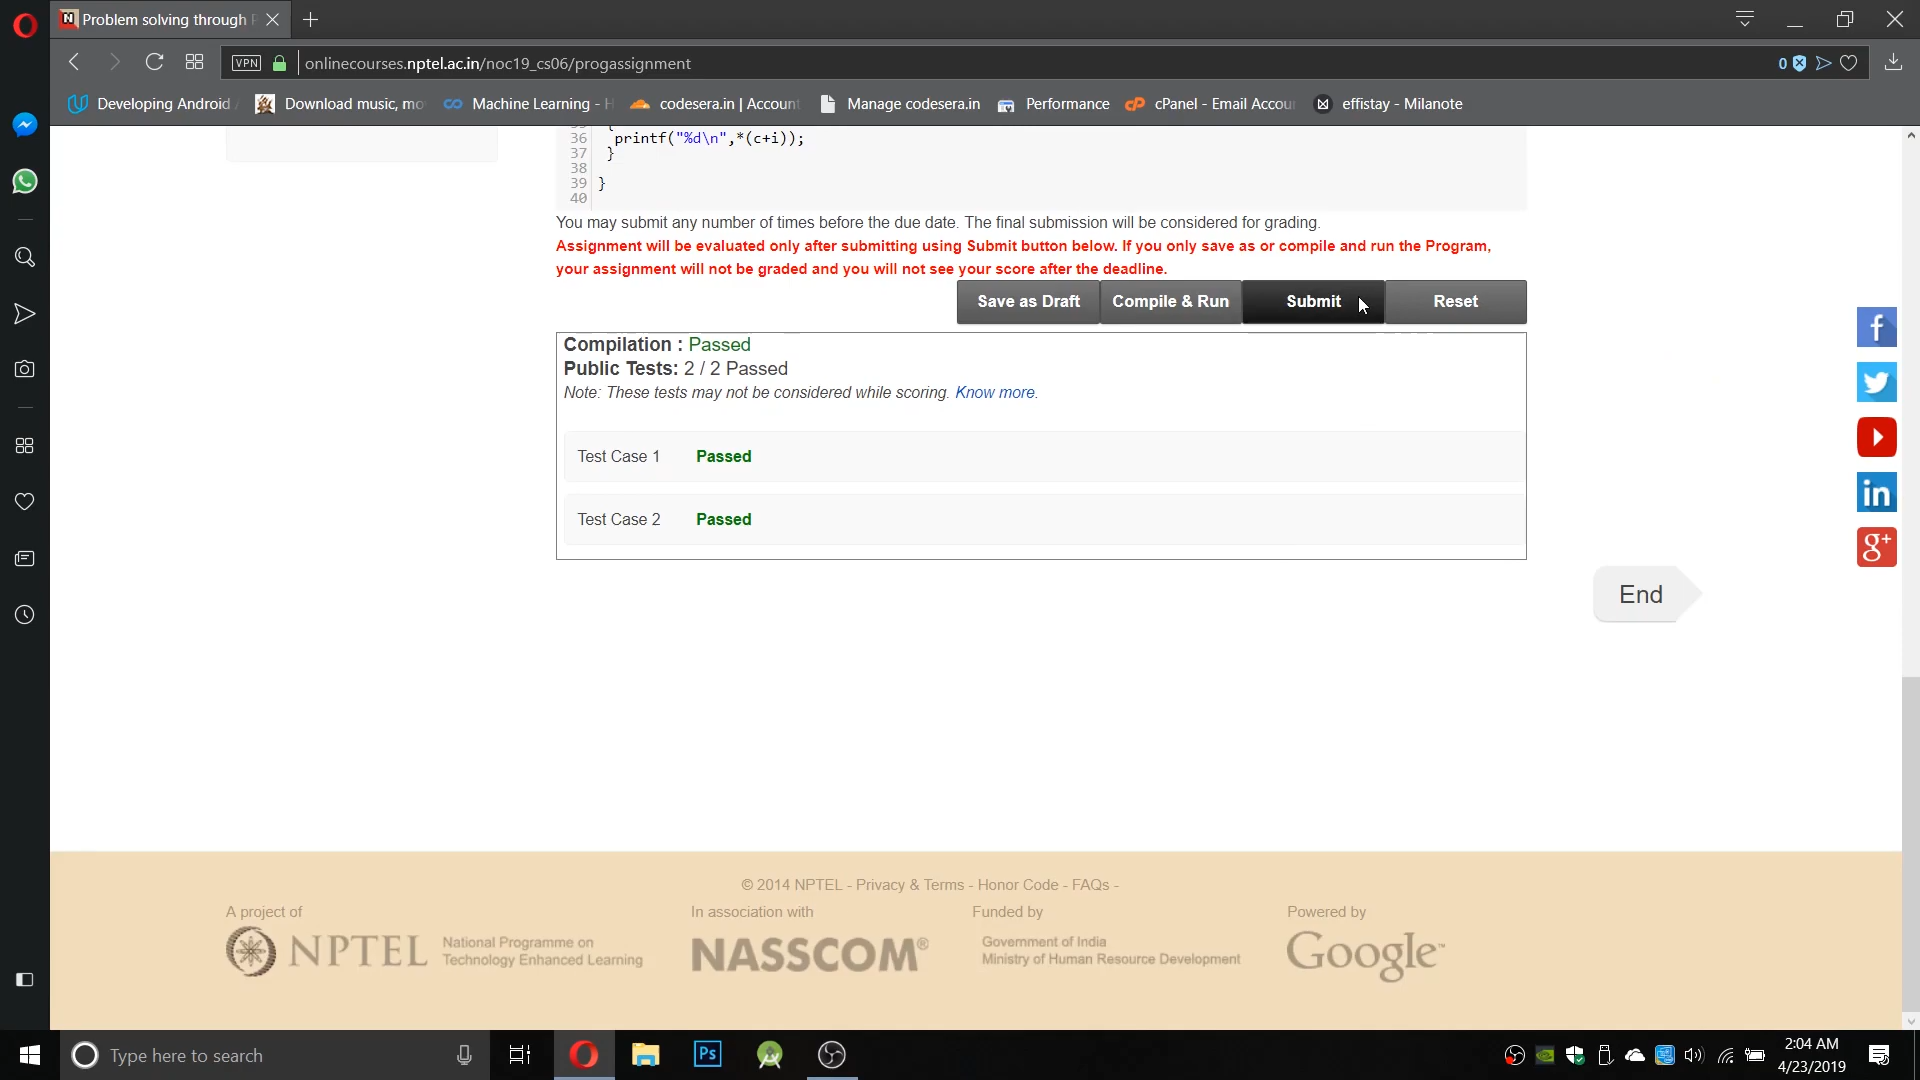 Problem solving through P
VPN
onlinecourses.nptel.ac.in/noc19_cs06/progassignment
0
Developing Android
Download music, mo
Machine Learning - H
codesera.in | Account
Manage codesera.in
Performance
cPanel - Email Accou
effistay - Milanote
36 printf("%d\n",*(c+i));
37 }
38
39 }
40
You may submit any number of times before the due date. The final submission will be considered for grading.
Assignment will be evaluated only after submitting using Submit button below. If you only save as or compile and run the Program,
your assignment will not be graded and you will not see your score after the deadline.
Save as Draft
Compile & Run
Submit
Reset
Compilation : Passed
Public Tests: 2 / 2 Passed
Note: These tests may not be considered while scoring. Know more.
Test Case 1 Passed
Test Case 2 Passed
End
© 2014 NPTEL - Privacy & Terms - Honor Code - FAQs -
A project of
NPTEL
National Programme on
Technology Enhanced Learning
In association with
NASSCOM®
Funded by
Government of India
Ministry of Human Resource Development
Powered by
Google™
Type here to search
Ps
2:04 AM
4/23/2019